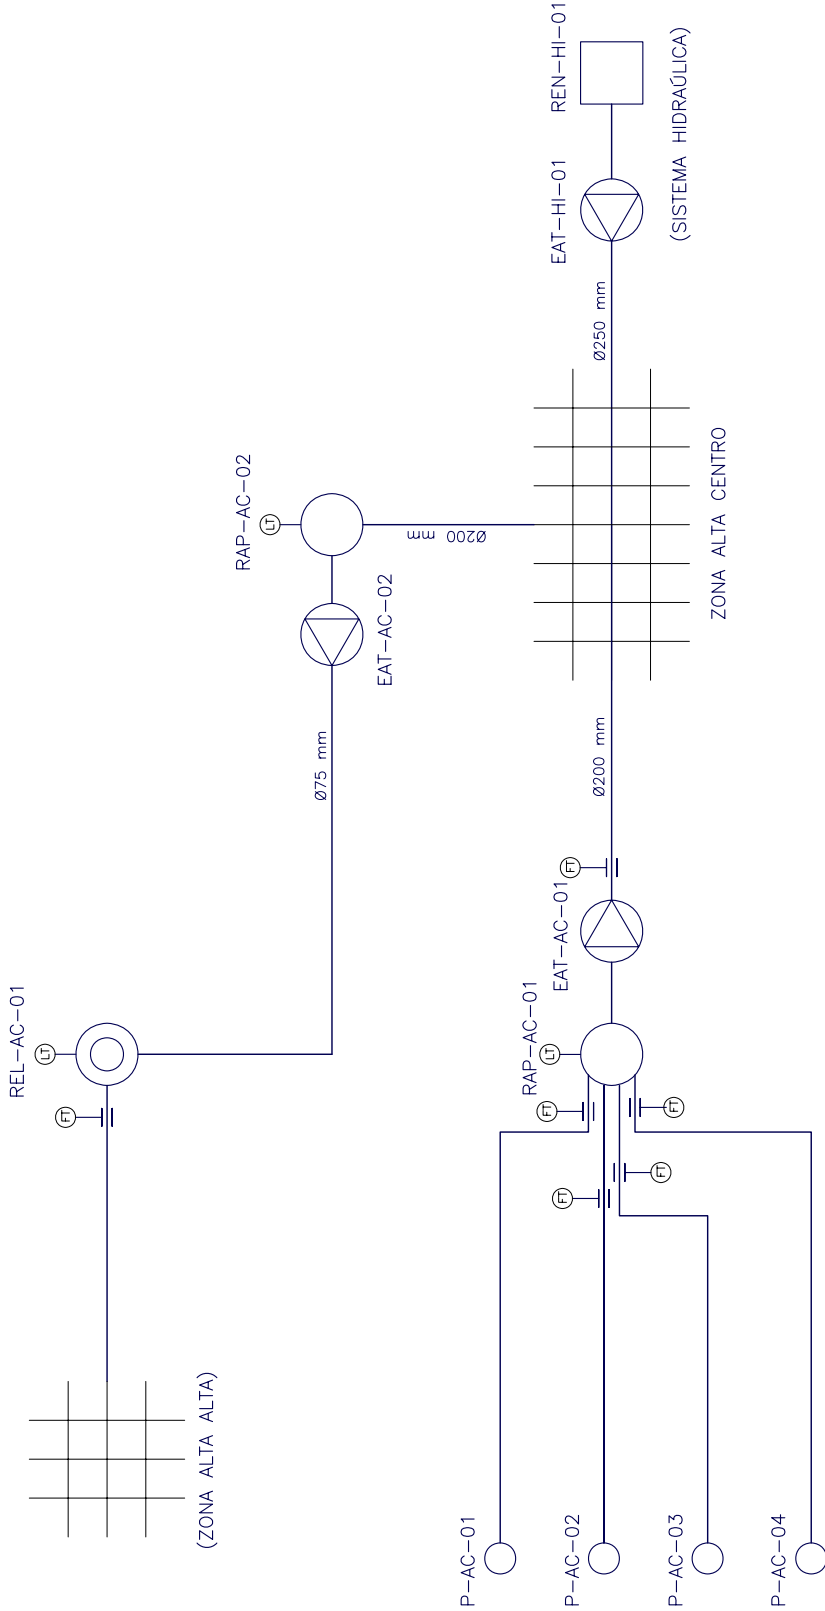 REN-HI-01
(SISTEMA HIDRAÚLICA)
EAT-HI-01
Ø250 mm
ZONA ALTA CENTRO
RAP-AC-02
LT
Ø200 mm
EAT-AC-02
Ø75 mm
Ø200 mm
FT
EAT-AC-01
RAP-AC-01
LT
REL-AC-01
LT
FT
FT
FT
FT
FT
(ZONA ALTA ALTA)
P-AC-01
P-AC-02
P-AC-03
P-AC-04